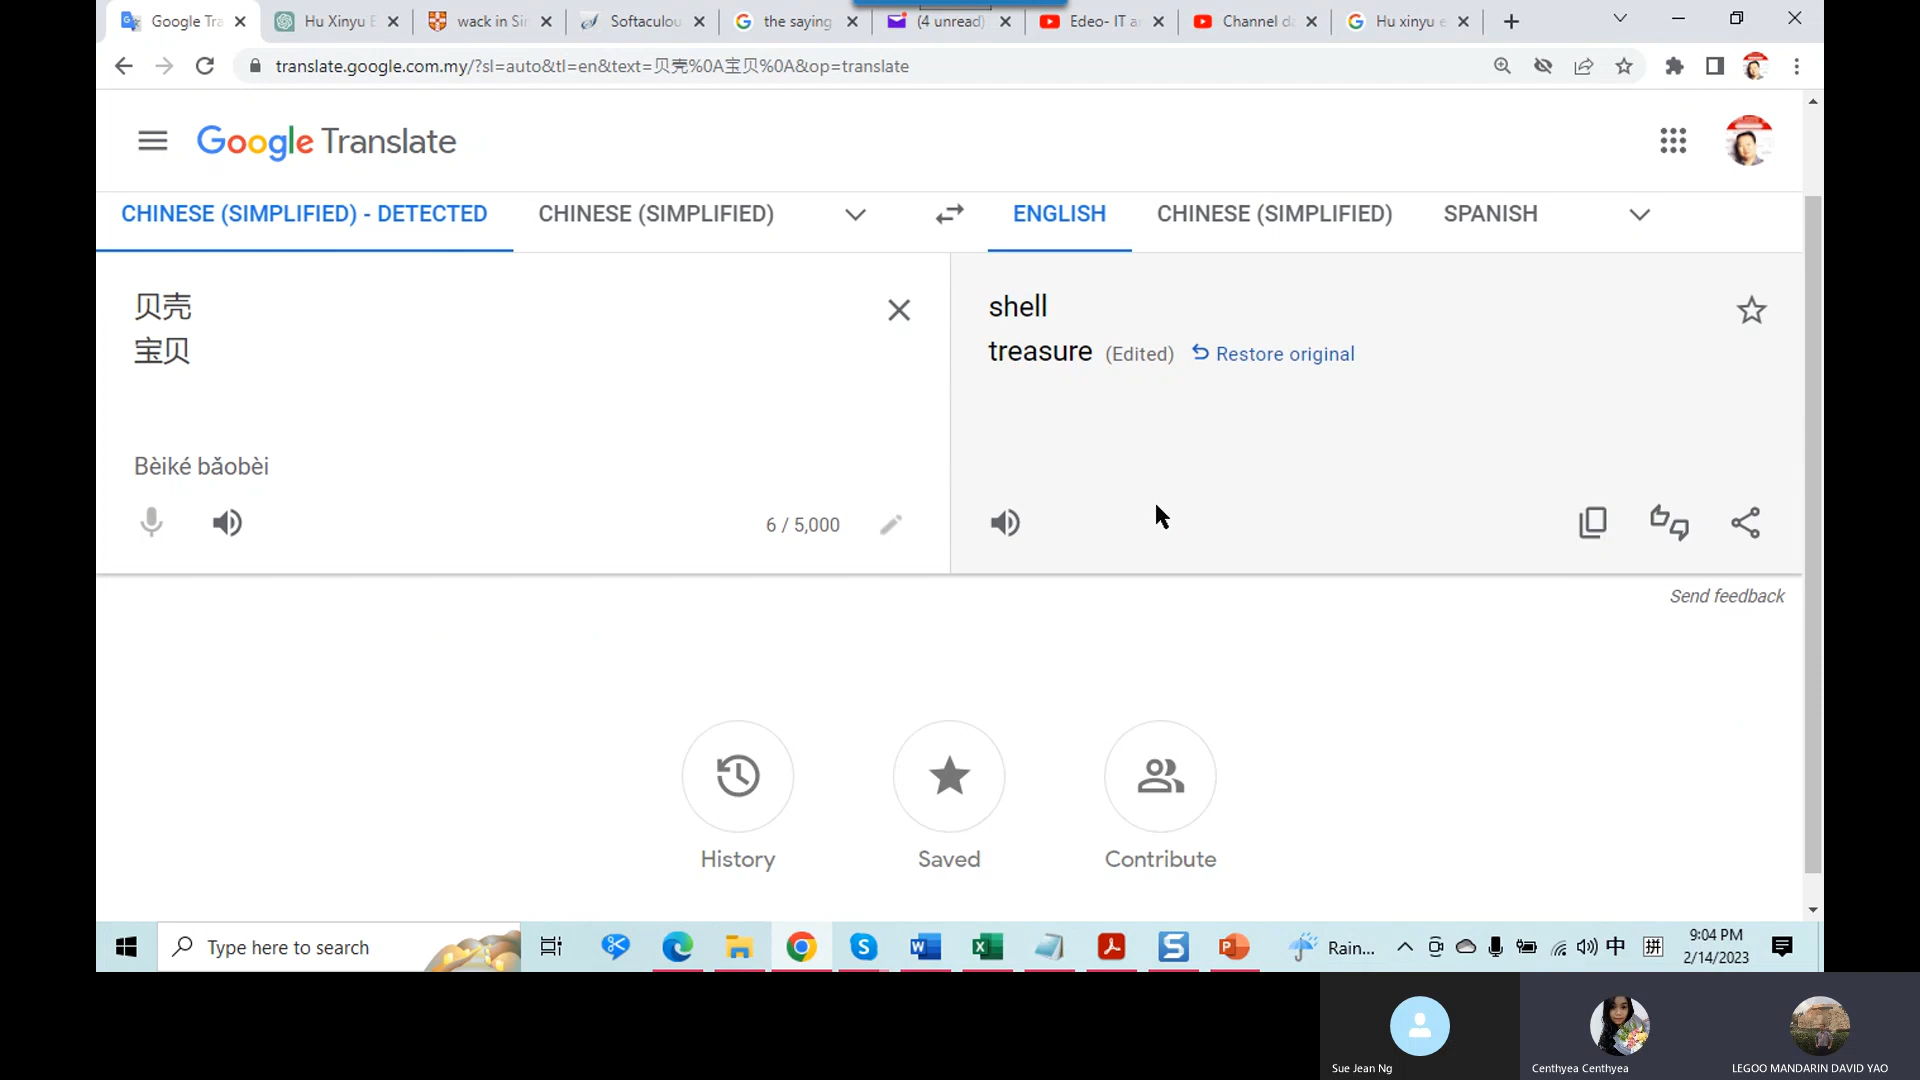 Google Tra
Hu Xinyu E
wack in Sin
Softaculou
the saying
(4 unread)
Edeo- IT a
Channel da
Hu xinyu e
translate.google.com.my/?sl=auto&tl=en&text=贝壳%0A宝贝%0A&op=translate
Google Translate
CHINESE (SIMPLIFIED) - DETECTED
CHINESE (SIMPLIFIED)
ENGLISH
CHINESE (SIMPLIFIED)
SPANISH
贝壳
宝贝
shell
treasure (Edited) Restore original
Bèiké bǎobèi
6 / 5,000
Send feedback
History
Saved
Contribute
Type here to search
Rain...
中
拼
9:04 PM
2/14/2023
Sue Jean Ng
Centhyea Centhyea
LEGOO MANDARIN DAVID YAO